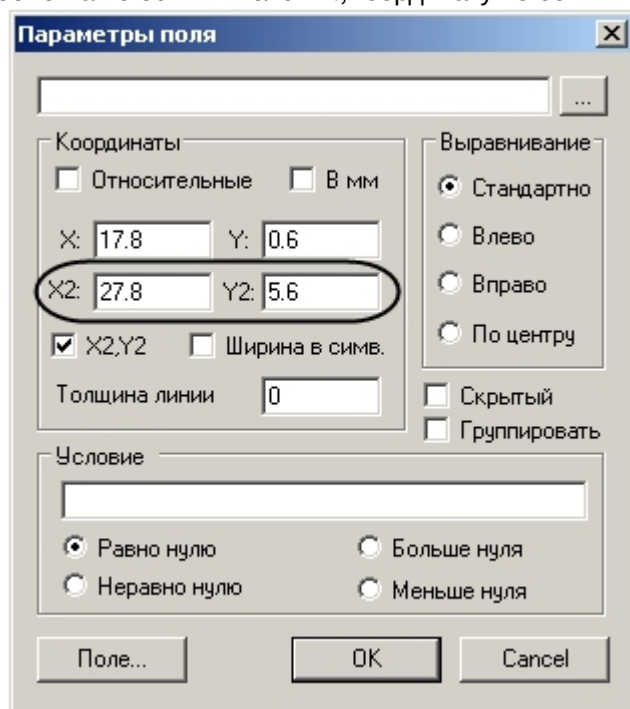 Параметры поля
...
Координаты
Относительные В мм
X: 17.8 Y: 0.6
X2: 27.8 Y2: 5.6
X2,Y2 Ширина в симв.
Толщина линии 0
Выравнивание
Стандартно
Влево
Вправо
По центру
Скрытый
Группировать
Условие
Равно нулю Больше нуля
Неравно нулю Меньше нуля
Поле... OK Cancel